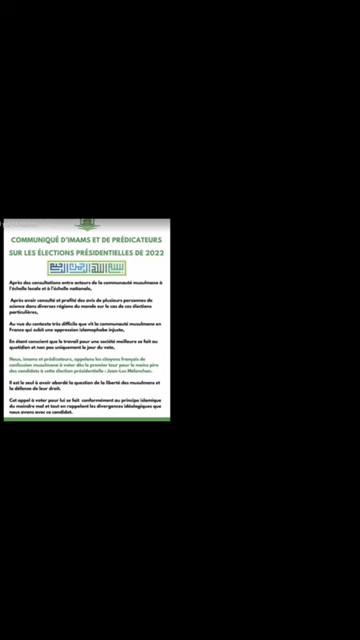 COMMUNIQUÉ D'IMAMS ET DE PRÉDICATEURS
SUR LES ÉLECTIONS PRÉSIDENTIELLES DE 2022
Après des consultations entre acteurs de la communauté musulmane à
l'échelle locale et à l'échelle nationale,
Après avoir consulté et profité des avis de plusieurs personnes de
science dans diverses régions du monde sur le cas de ces élections
particulières,
Au vu du contexte très difficile que vit la communauté musulmane en
France qui subit une oppression islamophobe injuste,
En étant conscient que le travail pour une société meilleure se fait au
quotidien et non pas uniquement le jour du vote,
Nous, imams et prédicateurs, appelons les citoyens français de
confession musulmane à voter dès le premier tour pour le moins pire
des candidats à cette élection présidentielle : Jean-Luc Mélenchon.
Il est le seul à avoir abordé la question de la liberté des musulmans et
la défense de leur droit.
Cet appel à voter pour lui se fait conformément au principe islamique
du moindre mal et tout en rappelant les divergences idéologiques que
nous avons avec ce candidat.